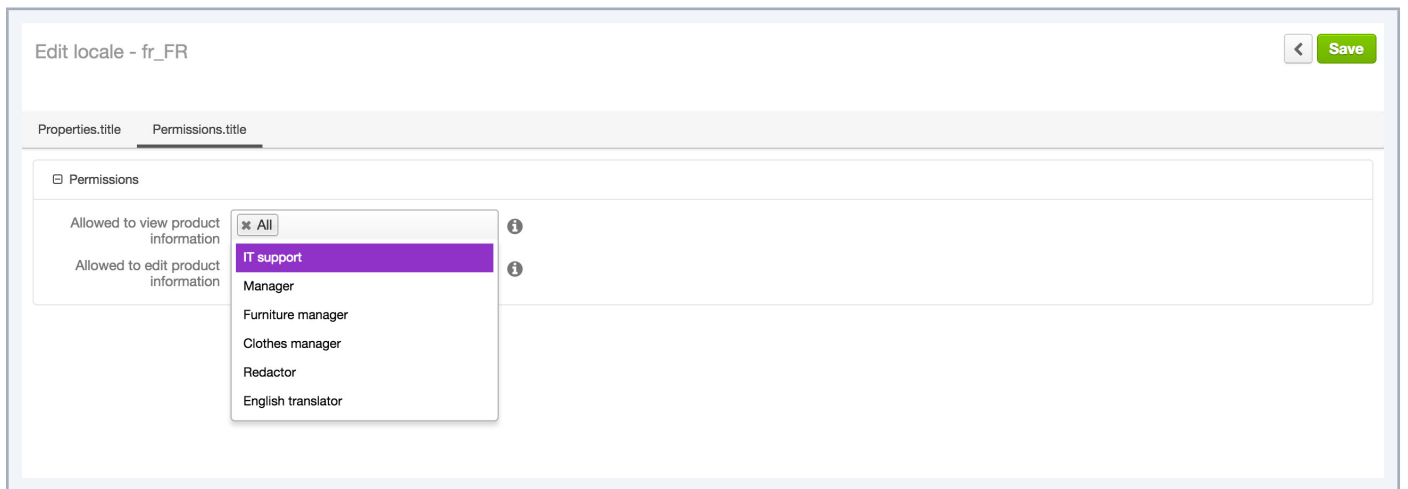 Edit locale - fr_FR
Save
Properties.title Permissions.title
Permissions
Allowed to view product
information
All
Allowed to edit product
information
IT support
Manager
Furniture manager
Clothes manager
Redactor
English translator